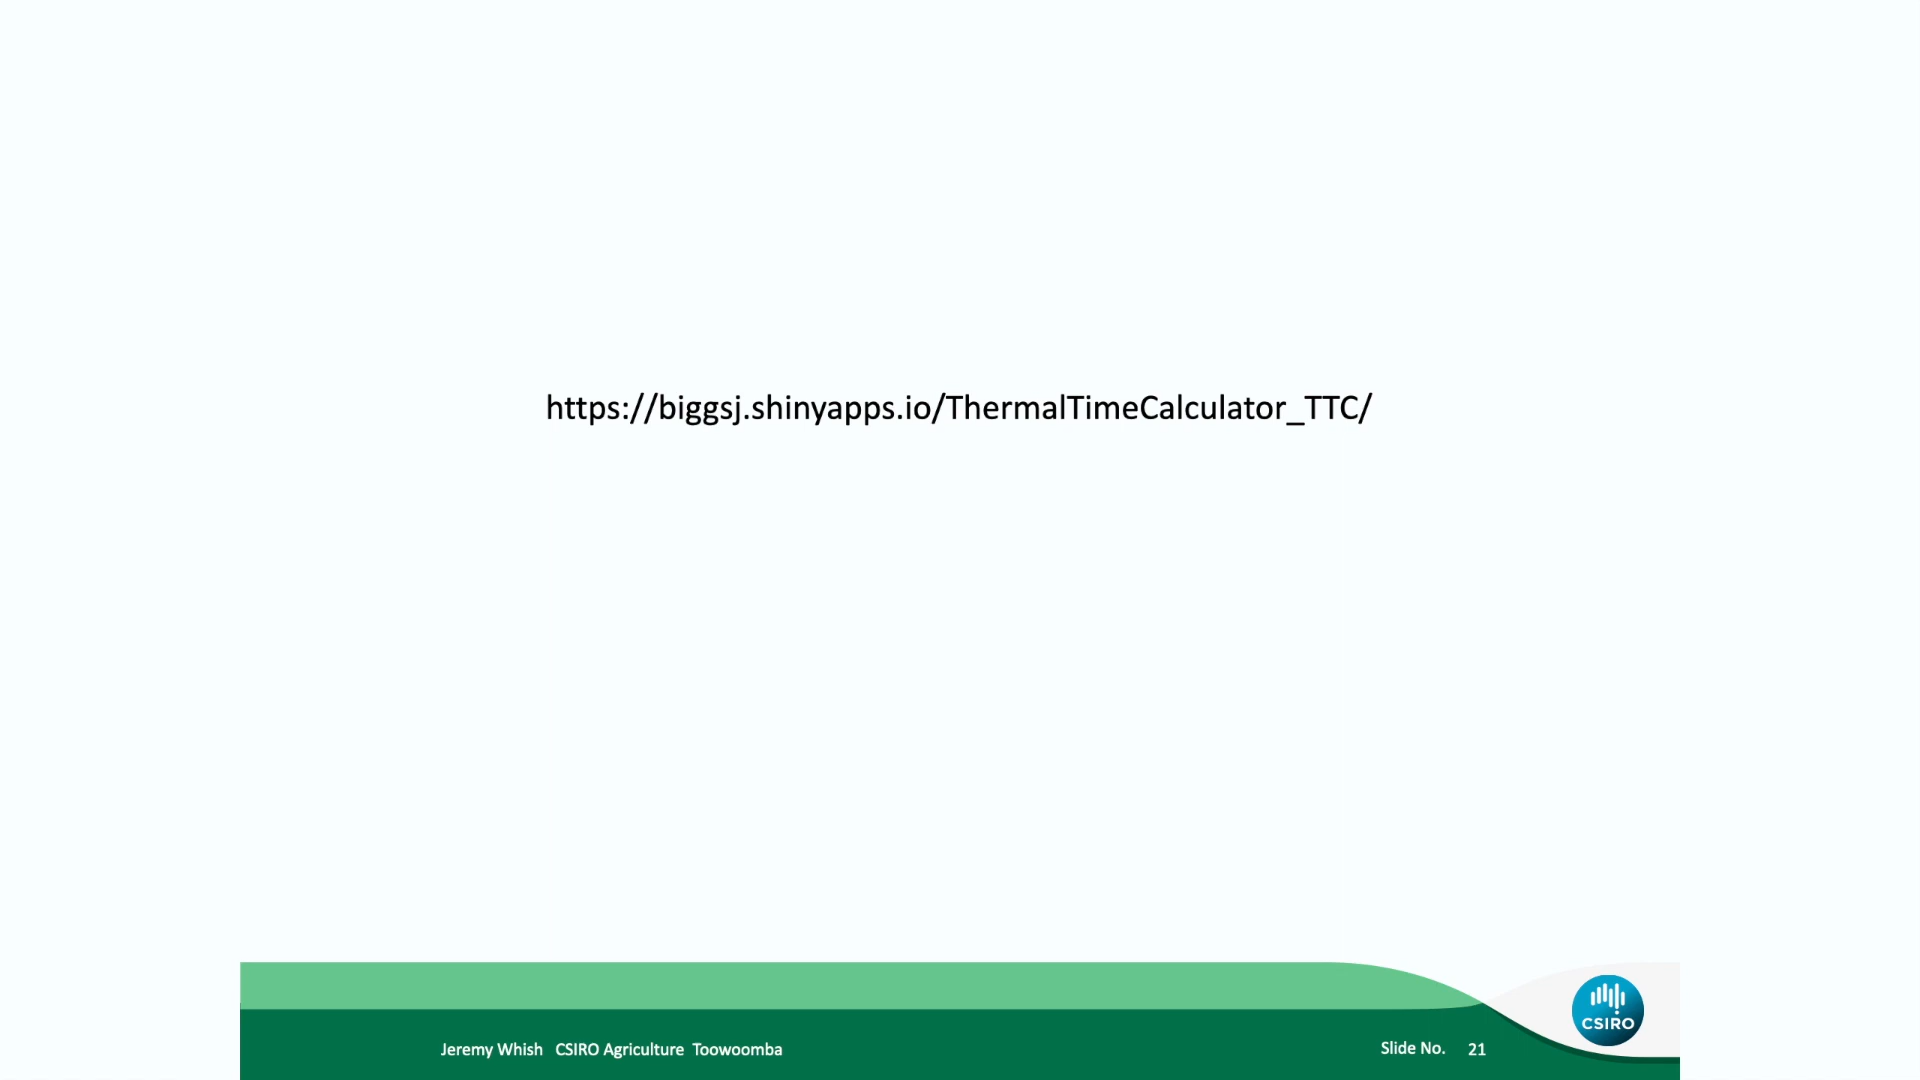 https://biggsj.shinyapps.io/ThermalTimeCalculator_TTC/
CSIRO
Jeremy Whish CSIRO Agriculture Toowoomba
Slide No. 21